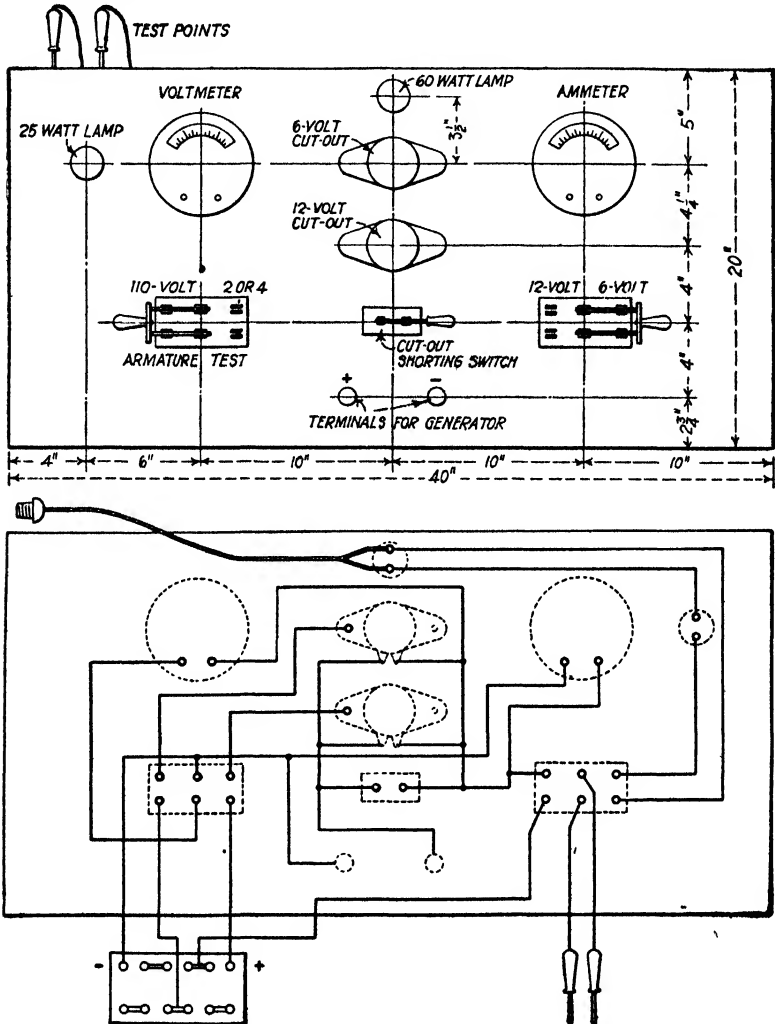 TEST POINTS
VOLTMETER
60 WATT LAMP
AMMETER
25 WATT LAMP
6-VOLT
CUT-OUT
3½"
5"
12-VOLT
CUT-OUT
4¼"
20"
110-VOLT 2 OR 4
12-VOLT 6-VOLT
4"
ARMATURE TEST
CUT-OUT
SHORTING SWITCH
4"
+ -
TERMINALS FOR GENERATOR
2¾"
4" 6" 10" 10" 10"
40"
- +